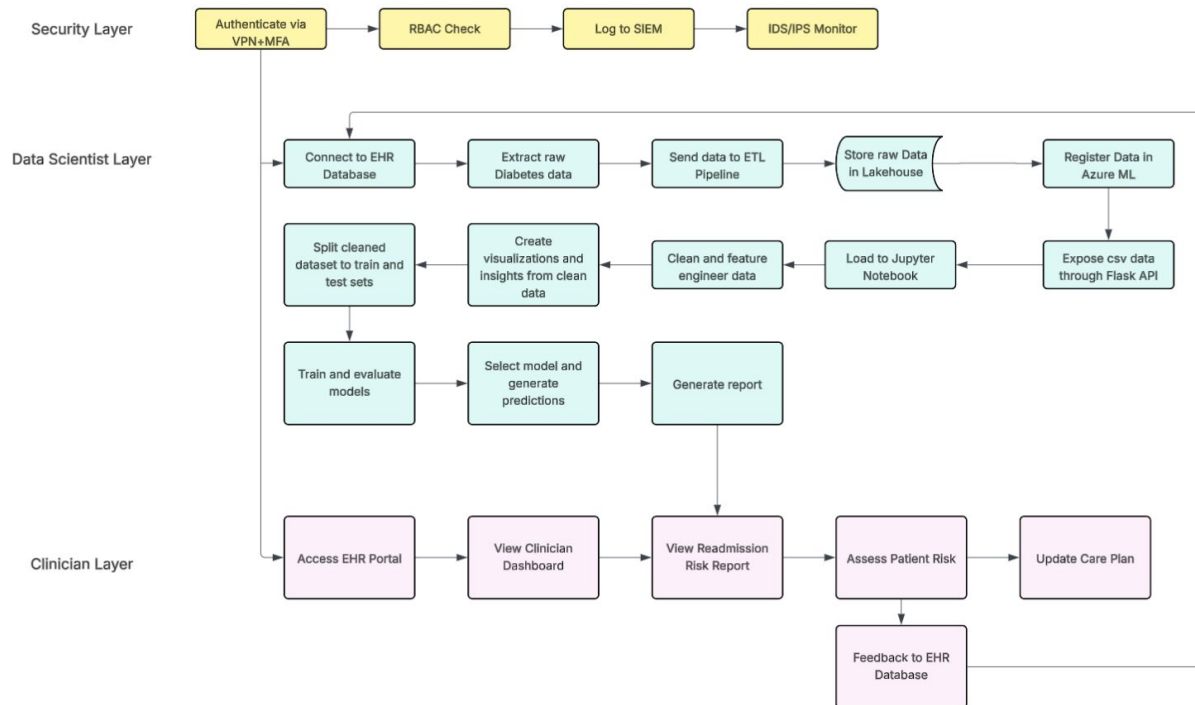 Security Layer
Authenticate via
VPN+MFA
RBAC Check
Log to SIEM
IDS/IPS Monitor
Data Scientist Layer
Connect to EHR
Database
Extract raw
Diabetes data
Send data to ETL
Pipeline
Store raw Data
in Lakehouse
Register Data in
Azure ML
Split cleaned
dataset to train and
test sets
Create
visualizations and
insights from clean
data
Clean and feature
engineer data
Load to Jupyter
Notebook
Expose csv data
through Flask API
Train and evaluate
models
Select model and
generate
predictions
Generate report
Clinician Layer
Access EHR Portal
View Clinician
Dashboard
View Readmission
Risk Report
Assess Patient Risk
Update Care Plan
Feedback to EHR
Database